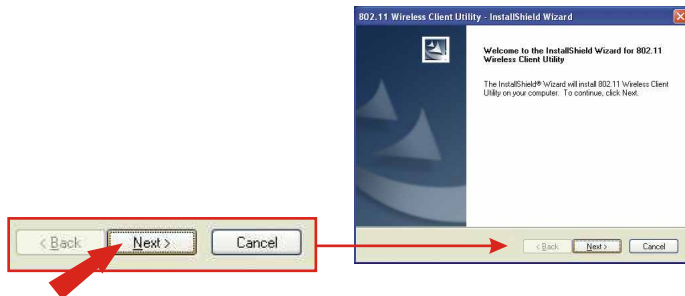 802.11 Wireless Client Utility - InstallShield Wizard
Welcome to the InstallShield Wizard for 802.11
Wireless Client Utility
The InstallShield® Wizard will install 802.11 Wireless Client
Utility on your computer. To continue, click Next.
< Back Next > Cancel
< Back Next > Cancel